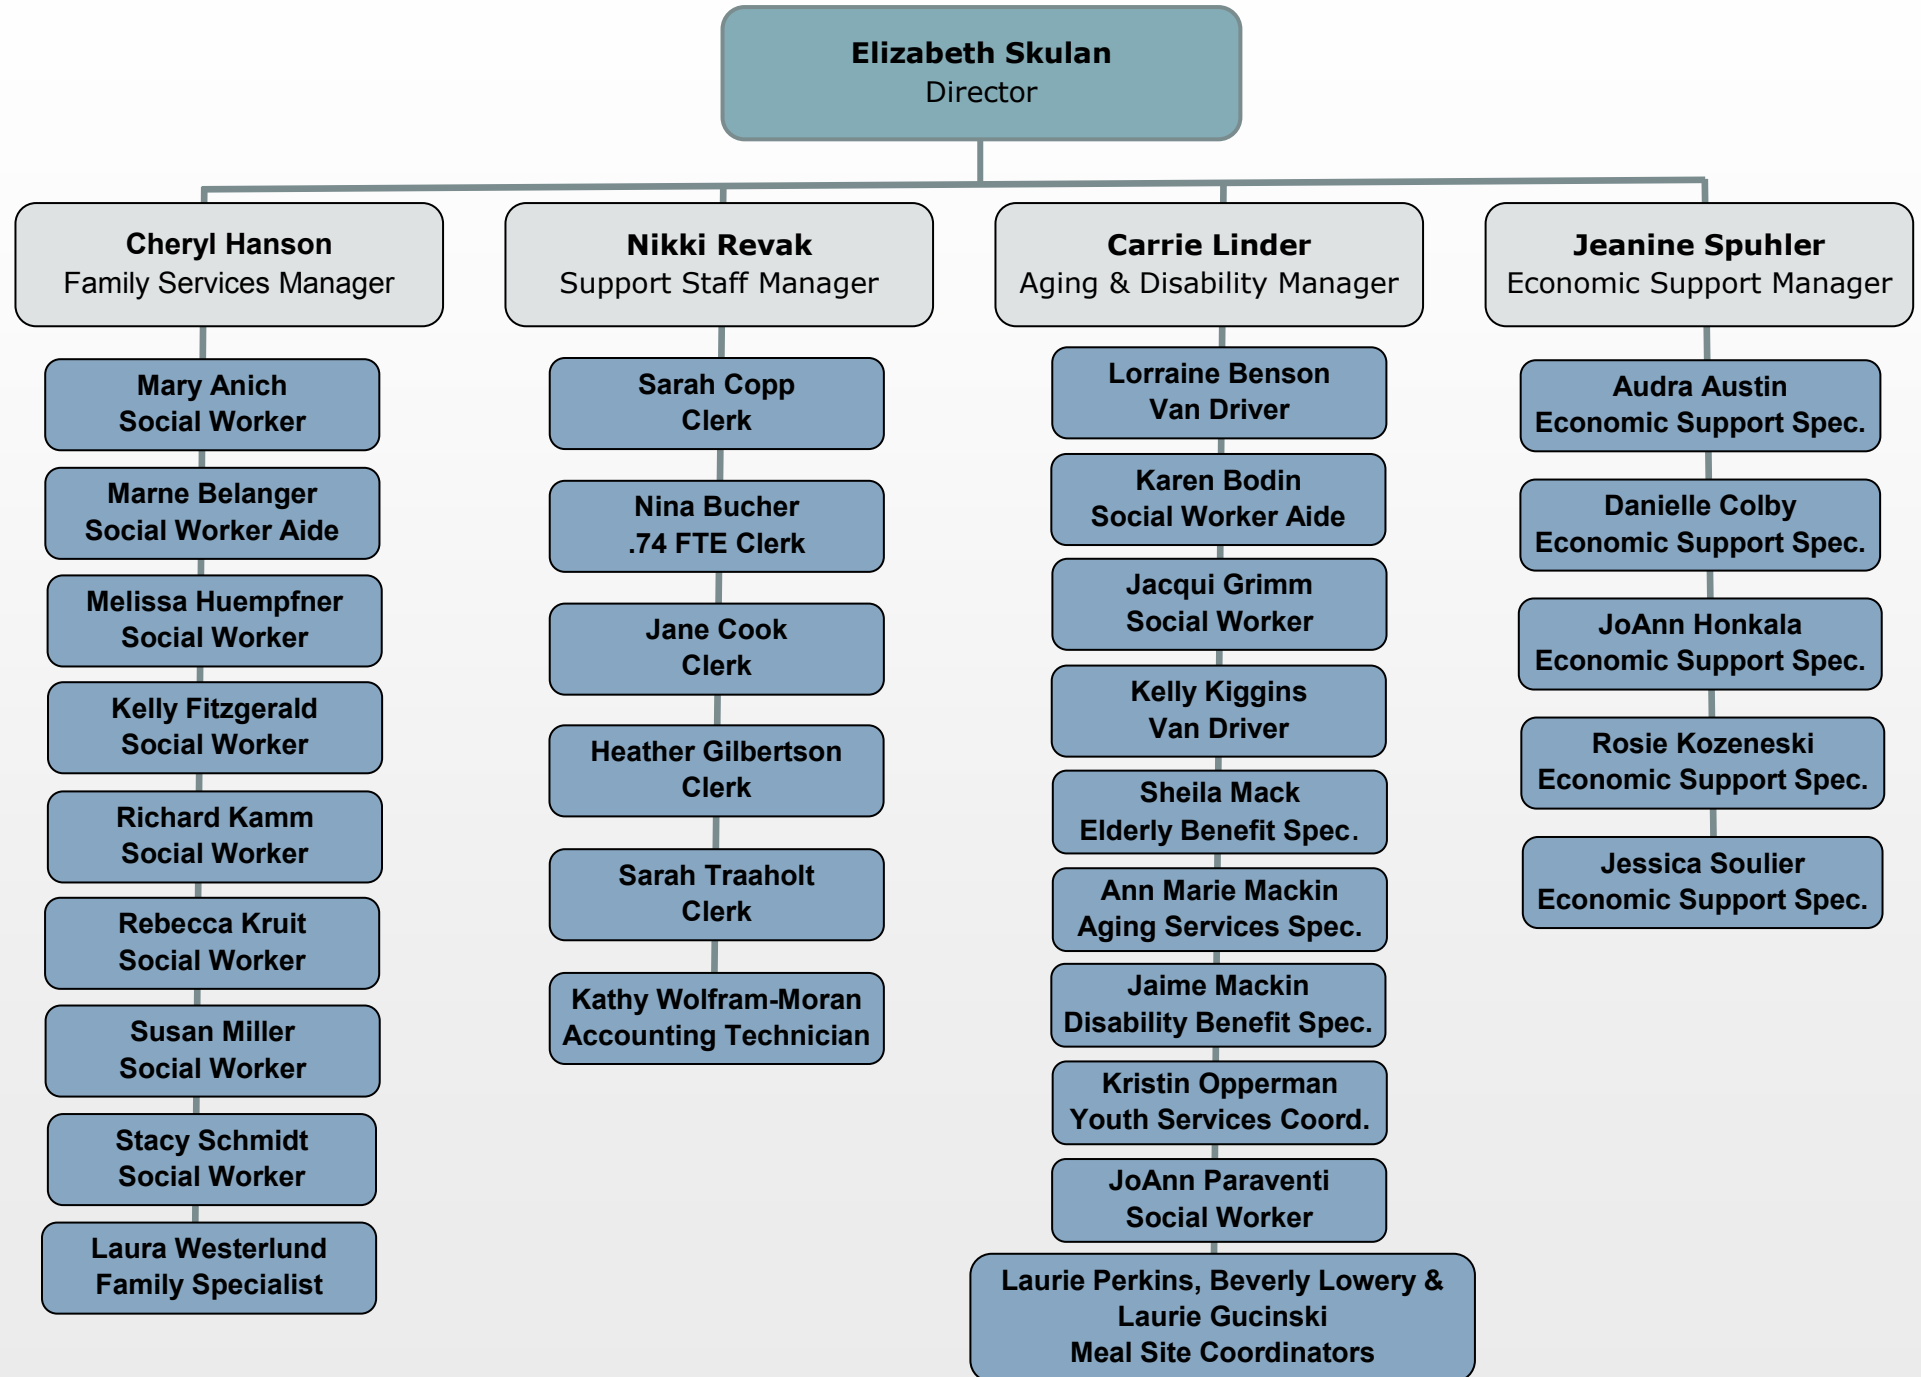 Elizabeth Skulan
Director
Cheryl Hanson
Family Services Manager
Mary Anich
Social Worker
Marne Belanger
Social Worker Aide
Melissa Huempfner
Social Worker
Kelly Fitzgerald
Social Worker
Richard Kamm
Social Worker
Rebecca Kruit
Social Worker
Susan Miller
Social Worker
Stacy Schmidt
Social Worker
Laura Westerlund
Family Specialist
Nikki Revak
Support Staff Manager
Sarah Copp
Clerk
Nina Bucher
.74 FTE Clerk
Jane Cook
Clerk
Heather Gilbertson
Clerk
Sarah Traaholt
Clerk
Kathy Wolfram-Moran
Accounting Technician
Carrie Linder
Aging & Disability Manager
Lorraine Benson
Van Driver
Karen Bodin
Social Worker Aide
Jacqui Grimm
Social Worker
Kelly Kiggins
Van Driver
Sheila Mack
Elderly Benefit Spec.
Ann Marie Mackin
Aging Services Spec.
Jaime Mackin
Disability Benefit Spec.
Kristin Opperman
Youth Services Coord.
JoAnn Paraventi
Social Worker
Laurie Perkins, Beverly Lowery &
Laurie Gucinski
Meal Site Coordinators
Jeanine Spuhler
Economic Support Manager
Audra Austin
Economic Support Spec.
Danielle Colby
Economic Support Spec.
JoAnn Honkala
Economic Support Spec.
Rosie Kozeneski
Economic Support Spec.
Jessica Soulier
Economic Support Spec.